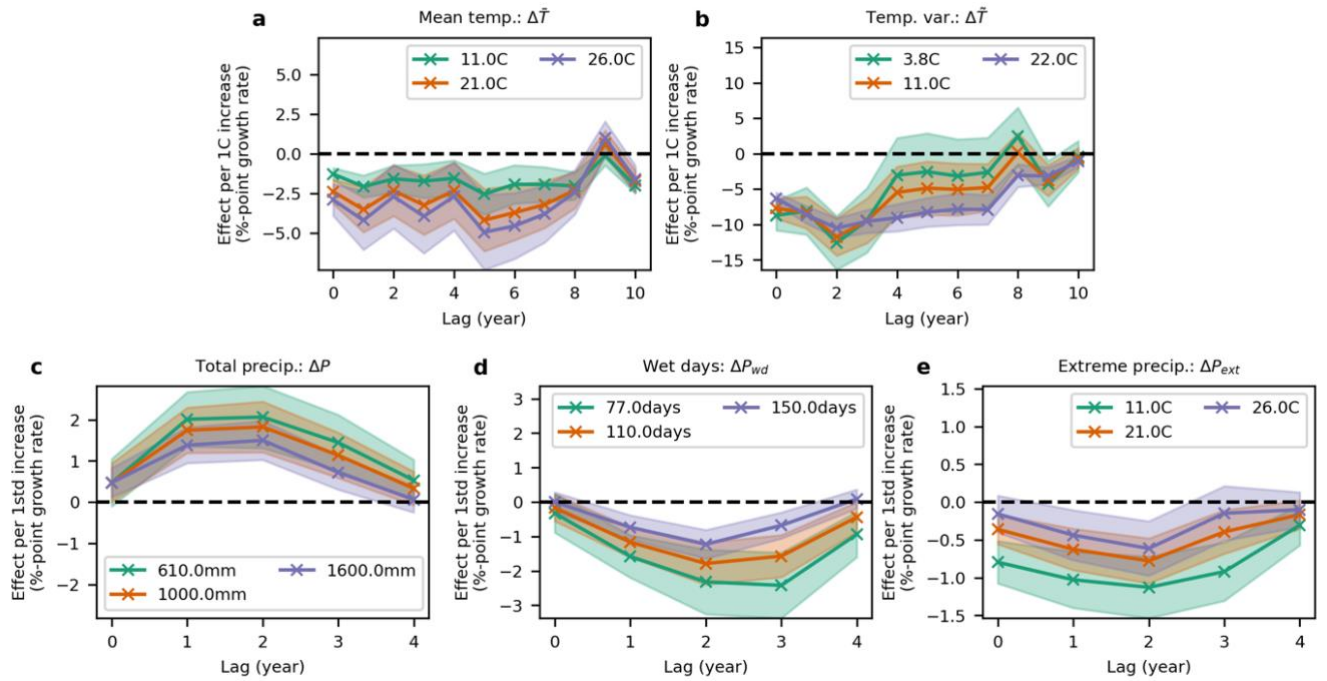 a Mean temp.: ΔT̄
Effect per 1C increase
(%-point growth rate)
5.0
2.5
0.0
−2.5
−5.0
11.0C 26.0C
21.0C
0 2 4 6 8 10
Lag (year)
b Temp. var.: ΔT̃
Effect per 1C increase
(%-point growth rate)
15
10
5
0
−5
−10
−15
3.8C 22.0C
11.0C
0 2 4 6 8 10
Lag (year)
c Total precip.: ΔP
Effect per 1std increase
(%-point growth rate)
2
1
0
−1
−2
610.0mm 1600.0mm
1000.0mm
0 1 2 3 4
Lag (year)
d Wet days: ΔP_wd
Effect per 1std increase
(%-point growth rate)
3
2
1
0
−1
−2
−3
77.0days 150.0days
110.0days
0 1 2 3 4
Lag (year)
e Extreme precip.: ΔP_ext
Effect per 1std increase
(%-point growth rate)
1.5
1.0
0.5
0.0
−0.5
−1.0
−1.5
11.0C 26.0C
21.0C
0 1 2 3 4
Lag (year)